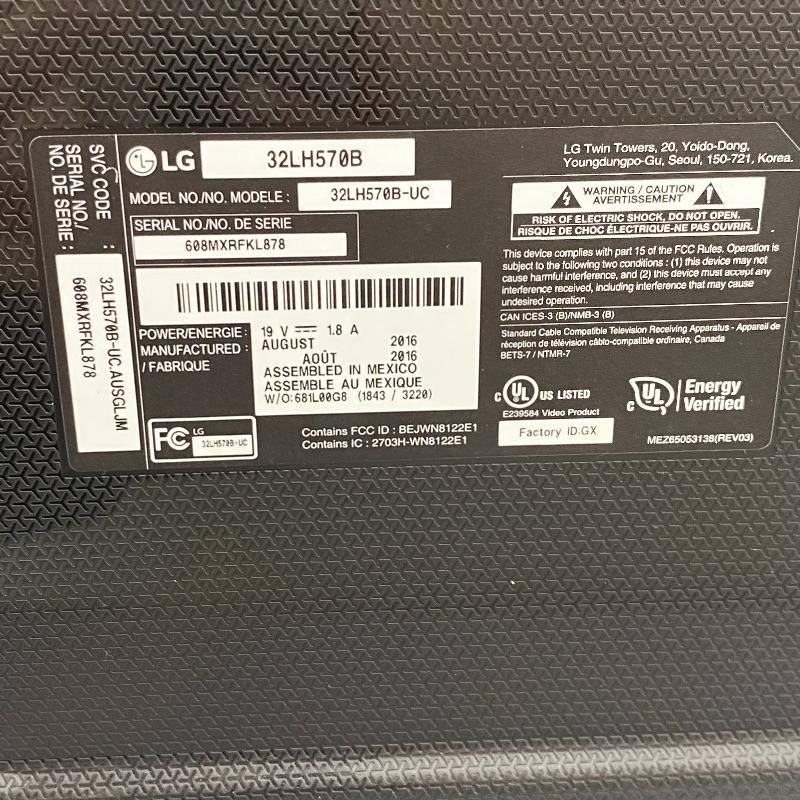 SVC CODE :
SERIAL NO./
NO. DE SERIE :
32LH570B-UC.AUSGLJM
608MXRFKL878
LG 32LH570B
MODEL NO./NO. MODELE : 32LH570B-UC
SERIAL NO./NO. DE SERIE
608MXRFKL878
POWER/ENERGIE: 19 V 1.8 A
MANUFACTURED : AUGUST 2016
/ FABRIQUE AOÛT 2016
ASSEMBLED IN MEXICO
ASSEMBLE AU MEXIQUE
W/O:681L00G8 (1843 / 3220)
FC LG
32LH570B-UC
Contains FCC ID : BEJWN8122E1
Contains IC : 2703H-WN8122E1
LG Twin Towers, 20, Yoido-Dong,
Youngdungpo-Gu, Seoul, 150-721, Korea.
WARNING / CAUTION
AVERTISSEMENT
RISK OF ELECTRIC SHOCK, DO NOT OPEN.
RISQUE DE CHOC ÉLECTRIQUE-NE PAS OUVRIR.
This device complies with part 15 of the FCC Rules. Operation is
subject to the following two conditions : (1) this device may not
cause harmful interference, and (2) this device must accept any
interference received, including interference that may cause
undesired operation.
CAN ICES-3 (B)/NMB-3 (B)
Standard Cable Compatible Television Receiving Apparatus - Appareil de
réception de télévision câblo-compatible ordinaire, Canada
BETS-7 / NTMR-7
C UL US LISTED
E239584 Video Product
Factory ID:GX
C UL Energy
Verified
MEZ65053138(REV03)